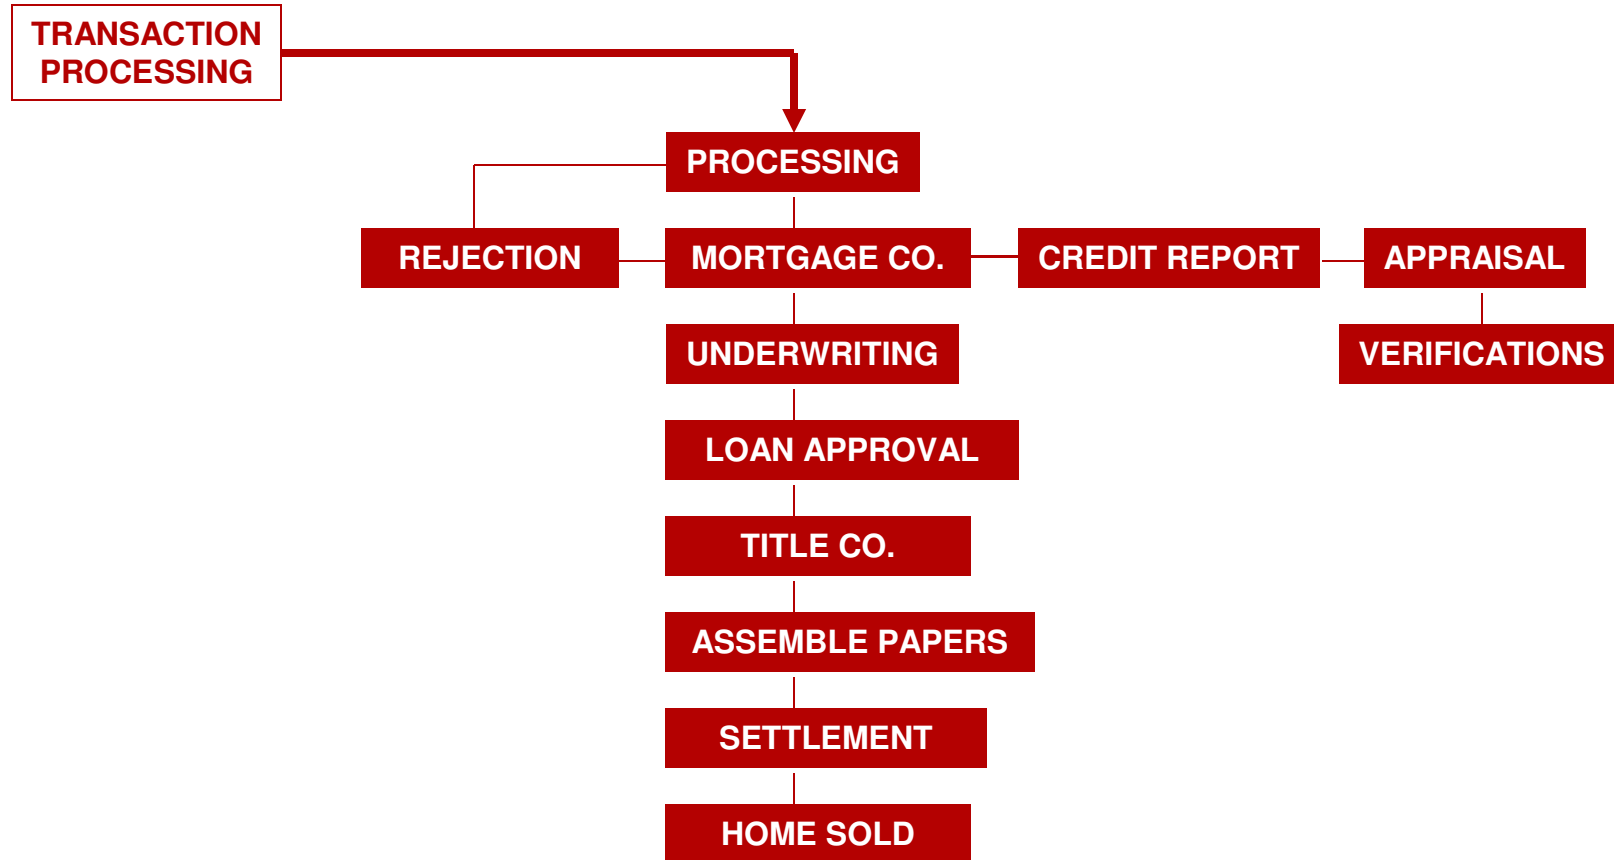 TRANSACTION
PROCESSING
PROCESSING
REJECTION
MORTGAGE CO.
CREDIT REPORT
APPRAISAL
UNDERWRITING
VERIFICATIONS
LOAN APPROVAL
TITLE CO.
ASSEMBLE PAPERS
SETTLEMENT
HOME SOLD